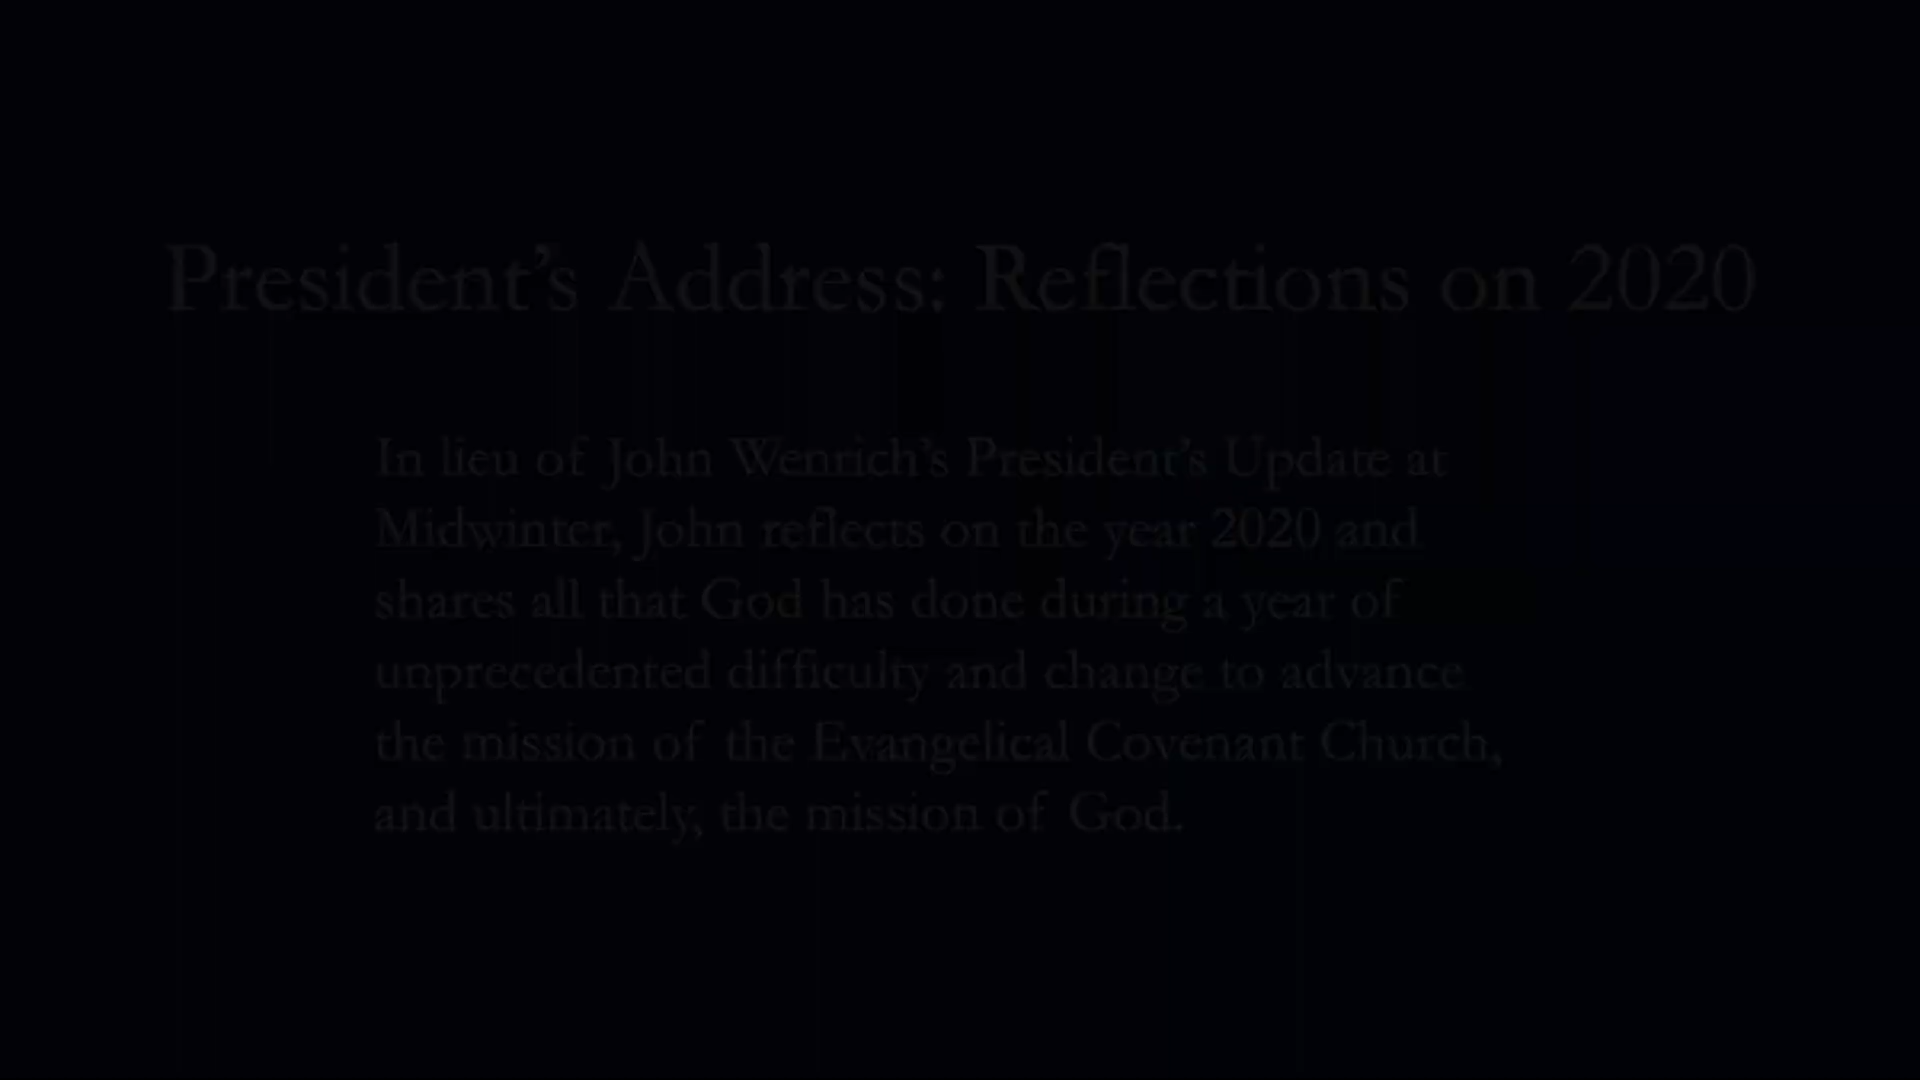 President’s Address: Reflections on 2020
In lieu of John Wenrich’s President’s Update at
Midwinter, John reflects on the year 2020 and
shares all that God has done during a year of
unprecedented difficulty and change to advance
the mission of the Evangelical Covenant Church,
and ultimately, the mission of God.